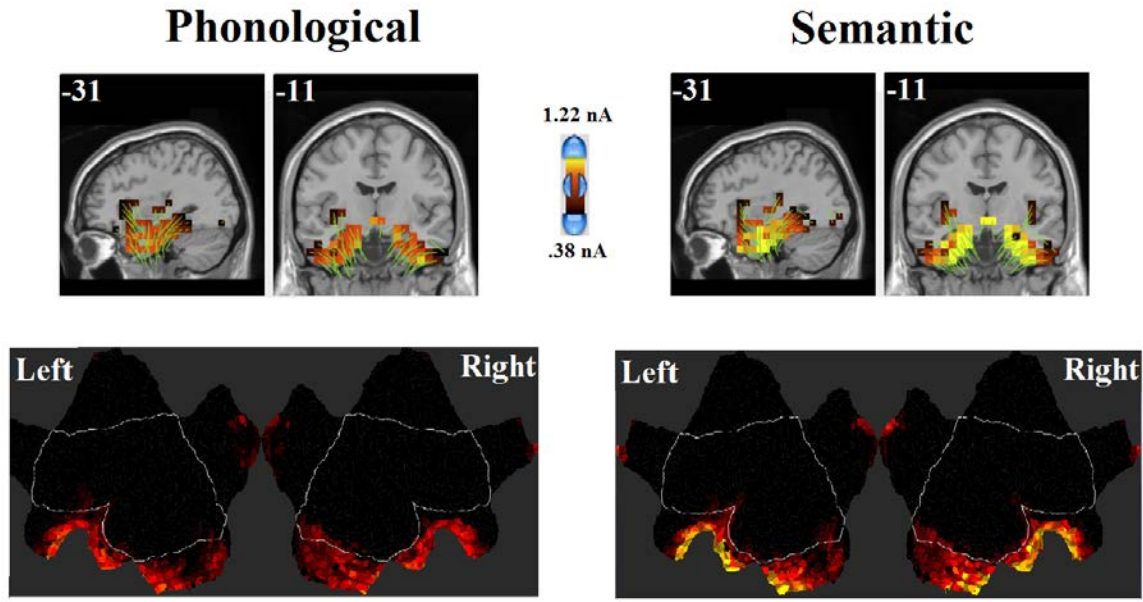 Phonological
Semantic
-31
-11
1.22 nA
.38 nA
-31
-11
Left
Right
Left
Right